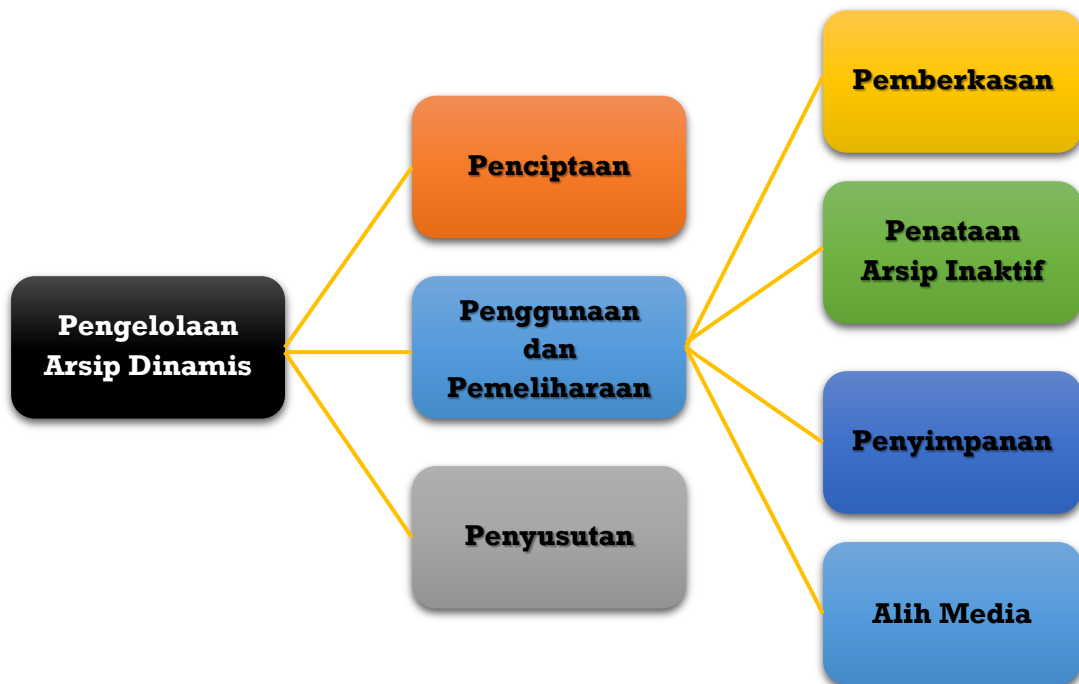 Pengelolaan
Arsip Dinamis
Penciptaan
Penggunaan
dan
Pemeliharaan
Penyusutan
Pemberkasan
Penataan
Arsip Inaktif
Penyimpanan
Alih Media